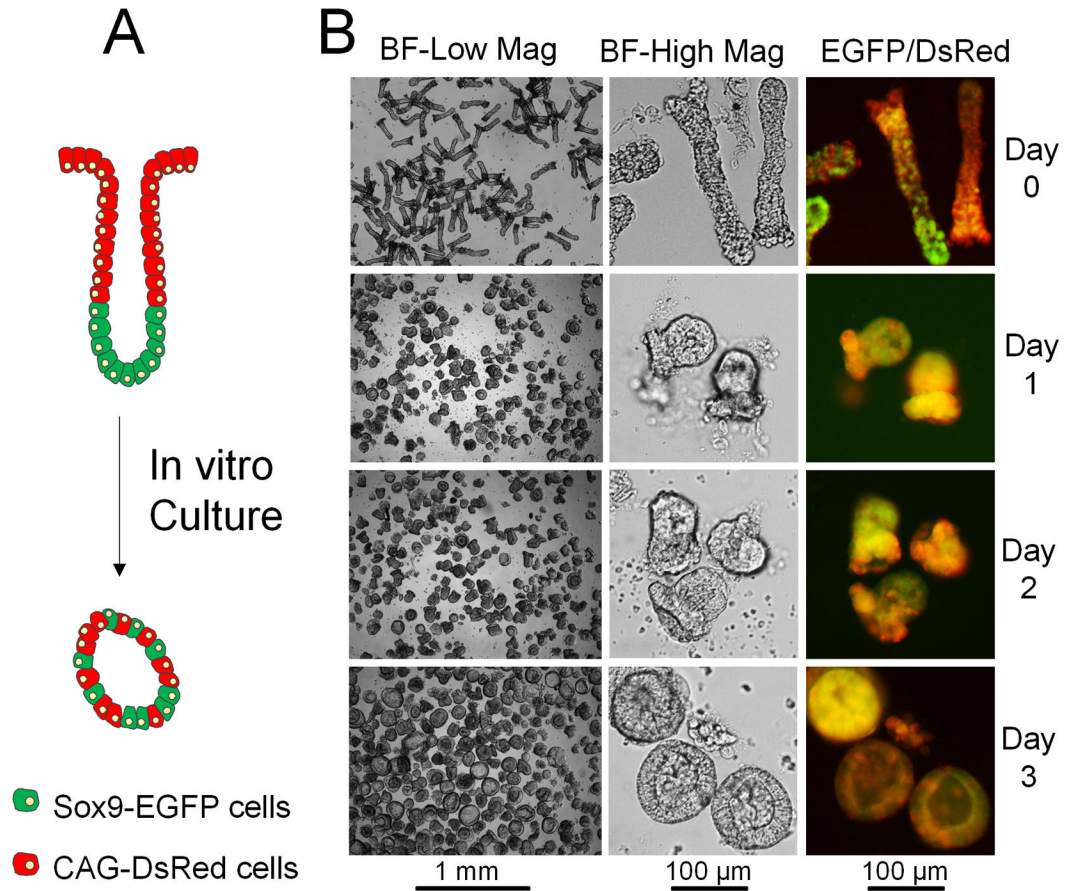 A
B
BF-Low Mag
BF-High Mag
EGFP/DsRed
Day
0
Day
1
Day
2
Day
3
In vitro
Culture
Sox9-EGFP cells
CAG-DsRed cells
1 mm
100 µm
100 µm